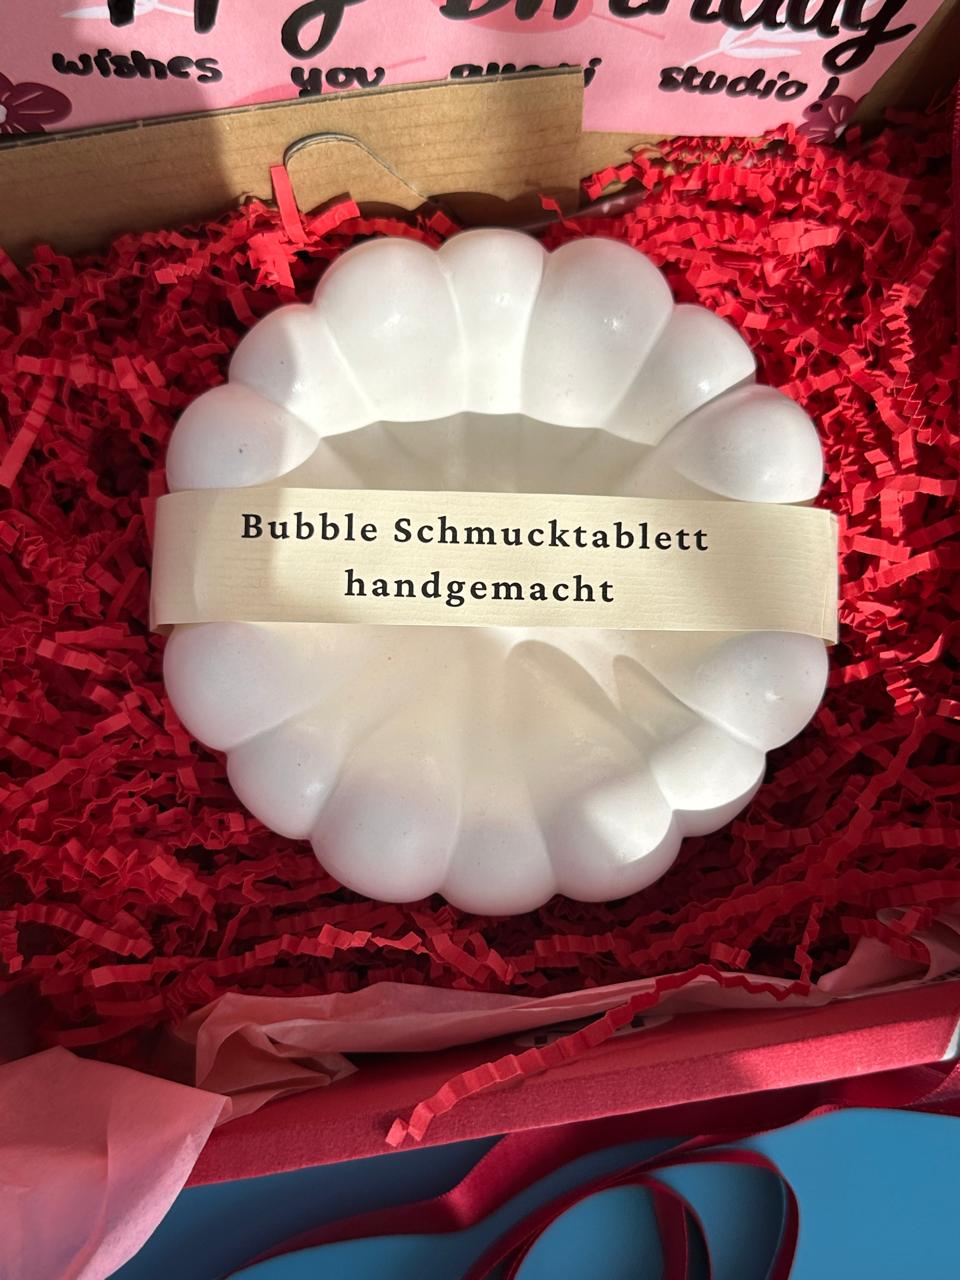 wishes you studio!
Bubble Schmucktablett
handgemacht